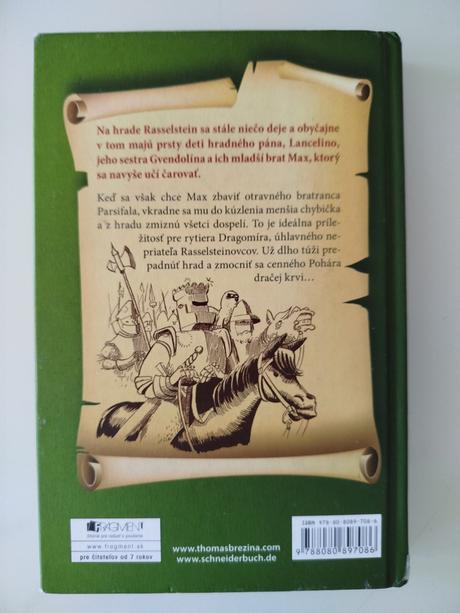 Na hrade Rasselstein sa stále niečo deje a obyčajne
v tom majú prsty deti hradného pána, Lancelino,
jeho sestra Gvendolína a ich mladší brat Max, ktorý
sa navyše učí čarovať.
Keď sa však chce Max zbaviť otravného bratranca
Parsifala, vkradne sa mu do kúzlenia menšia chybička
a z hradu zmiznú všetci dospelí. To je ideálna príle-
žitosť pre rytiera Dragomíra, úhlavného ne-
priateľa Rasselsteinovcov. Už dlho túži pre-
padnúť hrad a zmocniť sa cenného Pohára
dračej krvi...
FRAGMENT
čítanie pre radosť a poučenie
www.fragment.sk
pre čitateľov od 7 rokov
www.thomasbrezina.com
www.schneiderbuch.de
ISBN 978-80-8089-708-6
9 788080 897086